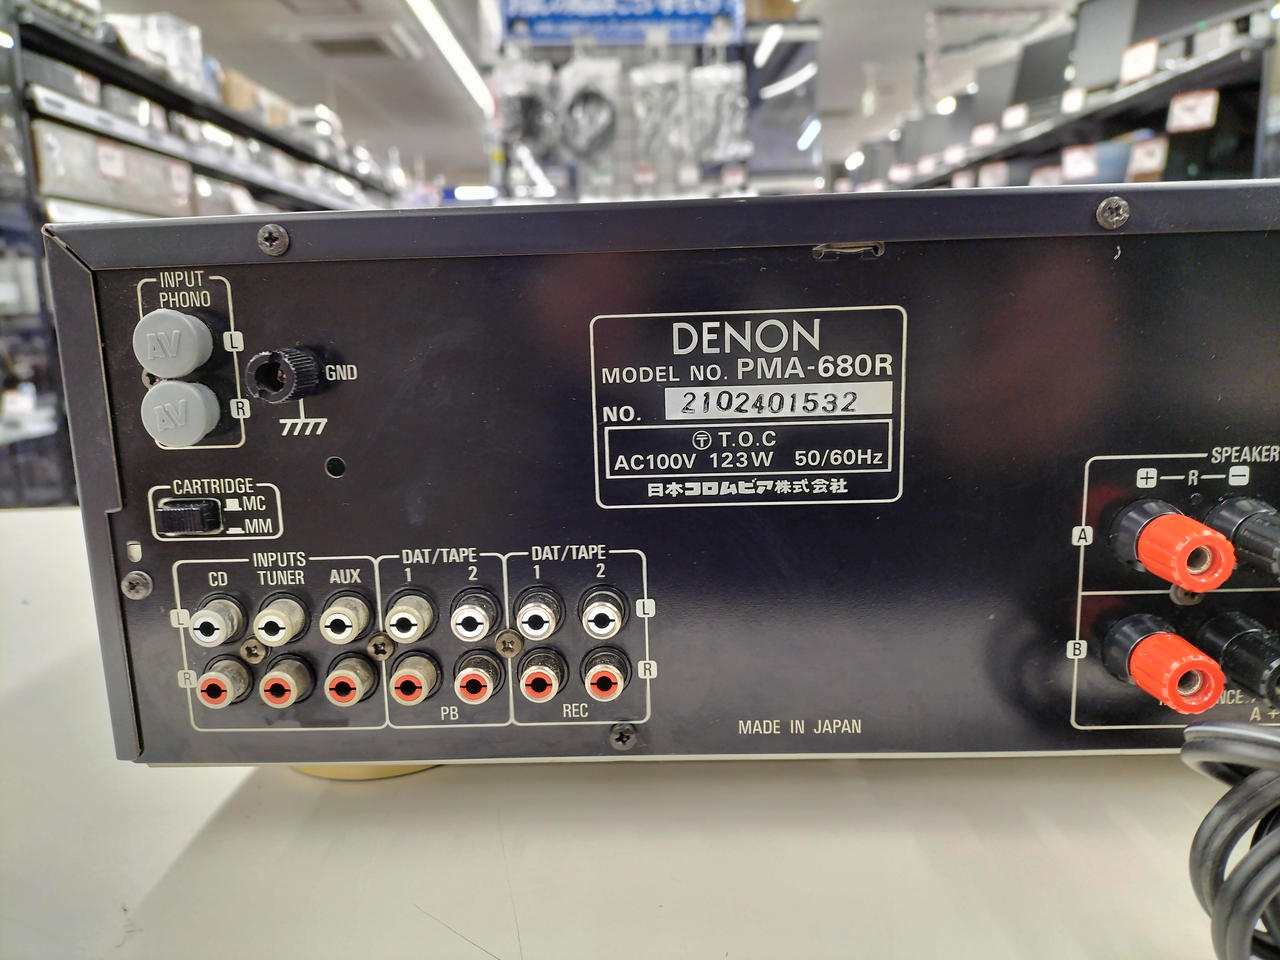 INPUT
PHONO
AV
L
AV
R
GND
CARTRIDGE
MC
MM
DENON
MODEL NO. PMA-680R
NO. 2102401532
〒 T.O.C
AC100V 123W 50/60Hz
日本コロムビア株式会社
INPUTS
CD TUNER AUX
DAT/TAPE
1 2
DAT/TAPE
1 2
L
L
R
R
PB
REC
MADE IN JAPAN
SPEAKER
+ R −
A
B
A +